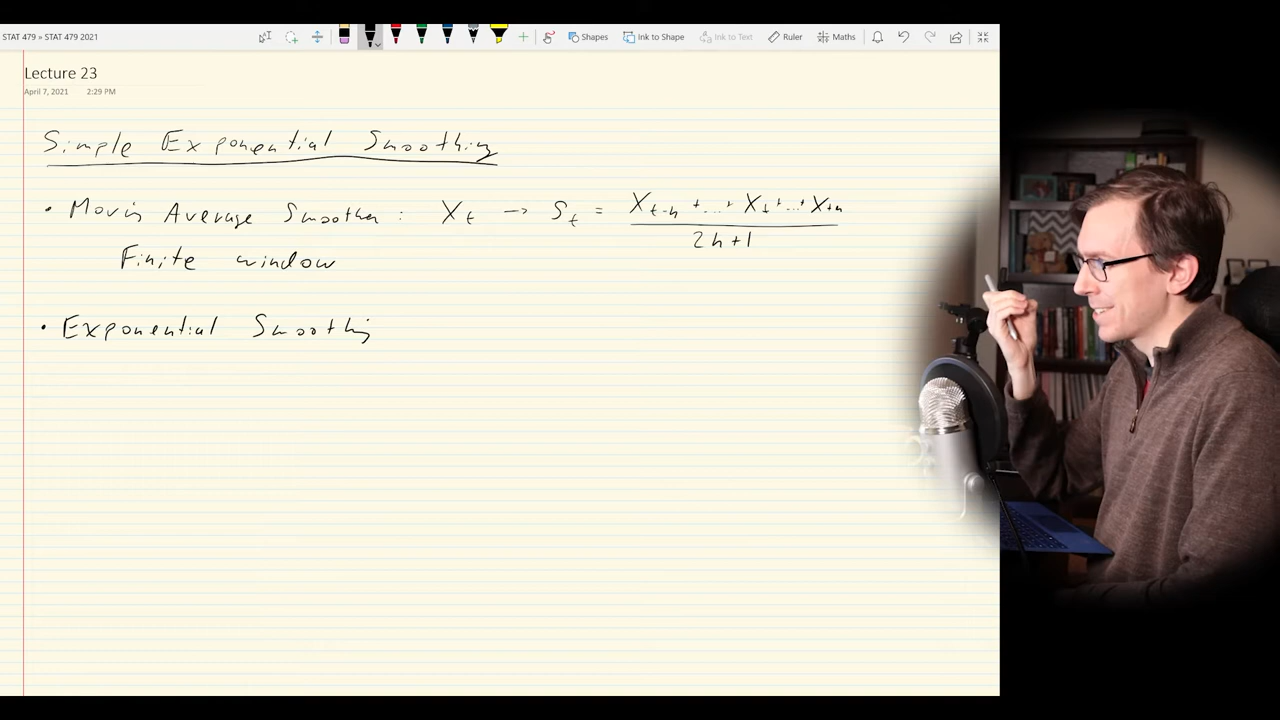 STAT 479 » STAT 479 2021
Shapes Ink to Shape Ink to Text Ruler Maths
Lecture 23
April 7, 2021 2:29 PM
Simple Exponential Smoothing
• Moving Average Smoother: X_t → S_t = (X_{t-h} + ... + X_t + ... + X_{t+h}) / (2h+1)
Finite window
• Exponential Smoothing